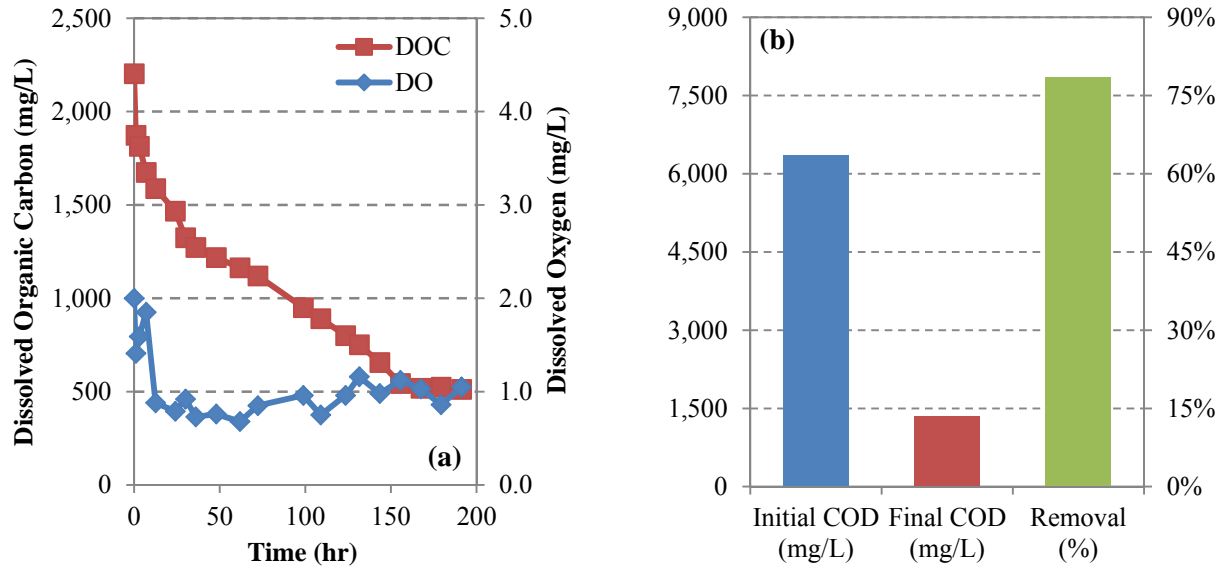 2,500
2,000
1,500
1,000
500
0
Dissolved Organic Carbon (mg/L)
5.0
4.0
3.0
2.0
1.0
0.0
Dissolved Oxygen (mg/L)
DOC
DO
(a)
0 50 100 150 200
Time (hr)
(b)
9,000
7,500
6,000
4,500
3,000
1,500
0
90%
75%
60%
45%
30%
15%
0%
Initial COD Final COD Removal
(mg/L) (mg/L) (%)